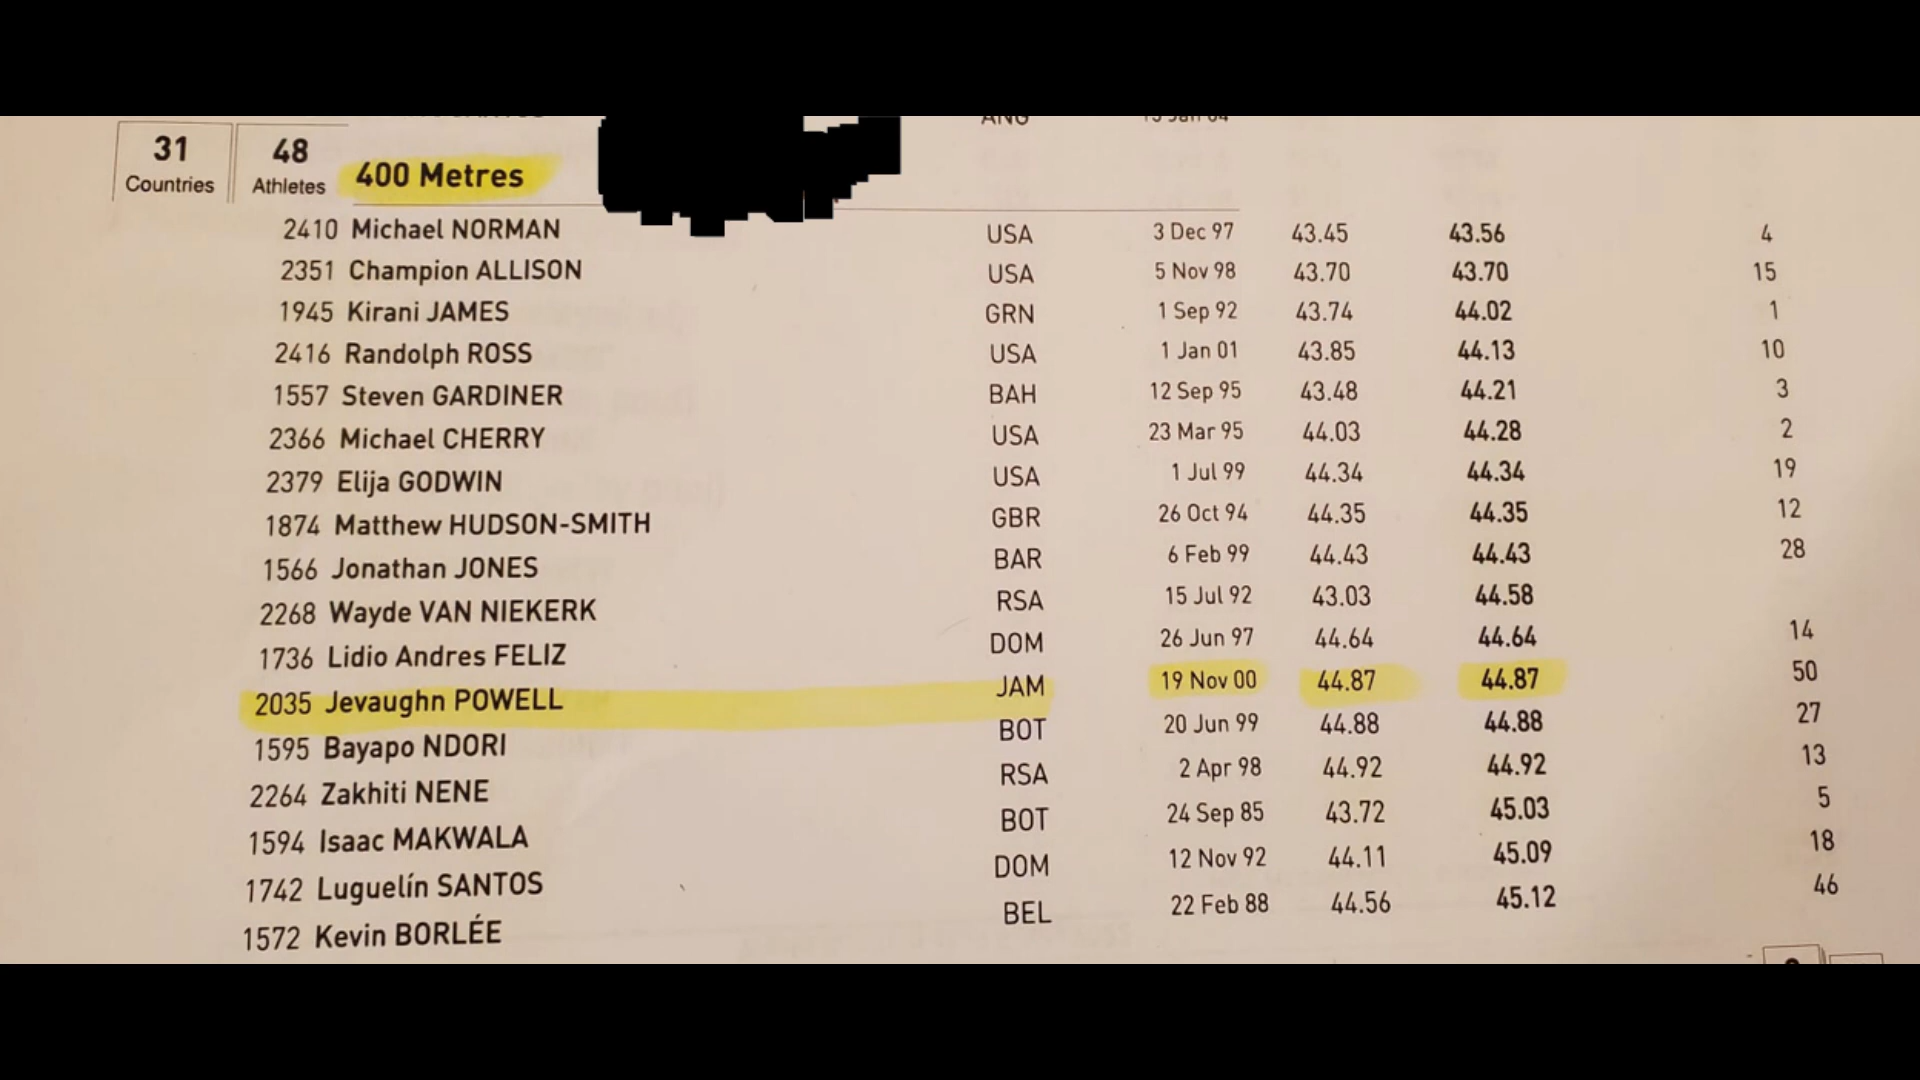 31 Countries 48 Athletes 400 Metres
2410 Michael NORMAN USA 3 Dec 97 43.45 43.56 4
2351 Champion ALLISON USA 5 Nov 98 43.70 43.70 15
1945 Kirani JAMES GRN 1 Sep 92 43.74 44.02 1
2416 Randolph ROSS USA 1 Jan 01 43.85 44.13 10
1557 Steven GARDINER BAH 12 Sep 95 43.48 44.21 3
2366 Michael CHERRY USA 23 Mar 95 44.03 44.28 2
2379 Elija GODWIN USA 1 Jul 99 44.34 44.34 19
1874 Matthew HUDSON-SMITH GBR 26 Oct 94 44.35 44.35 12
1566 Jonathan JONES BAR 6 Feb 99 44.43 44.43 28
2268 Wayde VAN NIEKERK RSA 15 Jul 92 43.03 44.58
1736 Lidio Andres FELIZ DOM 26 Jun 97 44.64 44.64 14
2035 Jevaughn POWELL JAM 19 Nov 00 44.87 44.87 50
1595 Bayapo NDORI BOT 20 Jun 99 44.88 44.88 27
2264 Zakhiti NENE RSA 2 Apr 98 44.92 44.92 13
1594 Isaac MAKWALA BOT 24 Sep 85 43.72 45.03 5
1742 Luguelín SANTOS DOM 12 Nov 92 44.11 45.09 18
1572 Kevin BORLÉE BEL 22 Feb 88 44.56 45.12 46